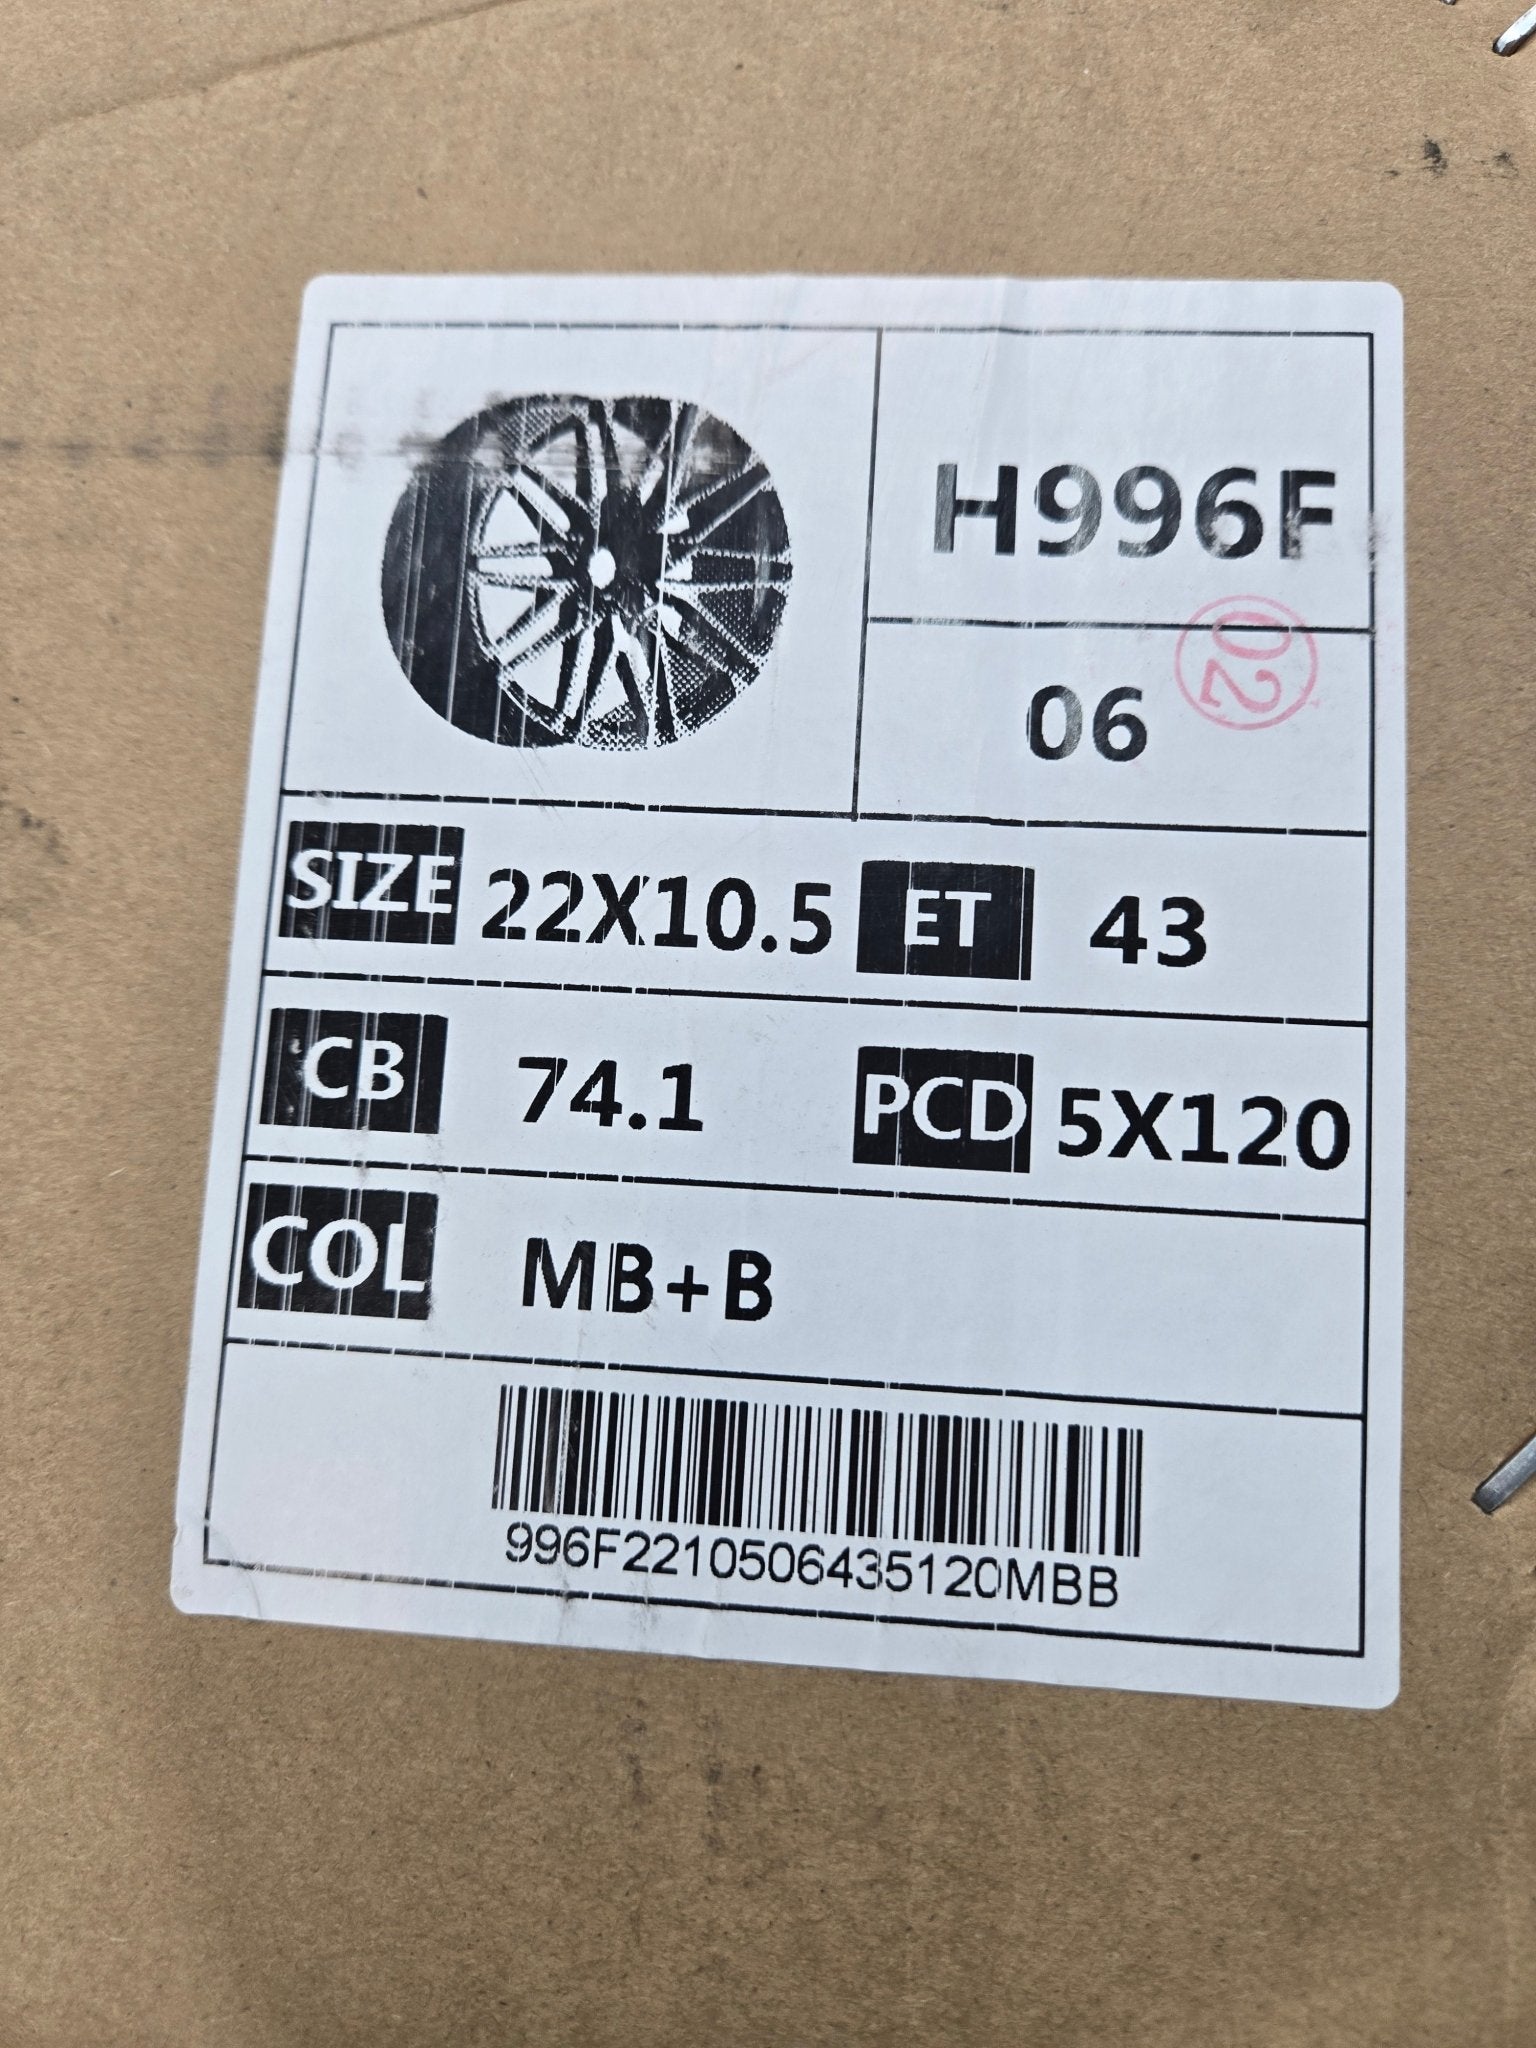 H996F
02
06
SIZE 22X10.5 ET 43
CB 74.1 PCD 5X120
COL MB+B
996F2210506435120MBB